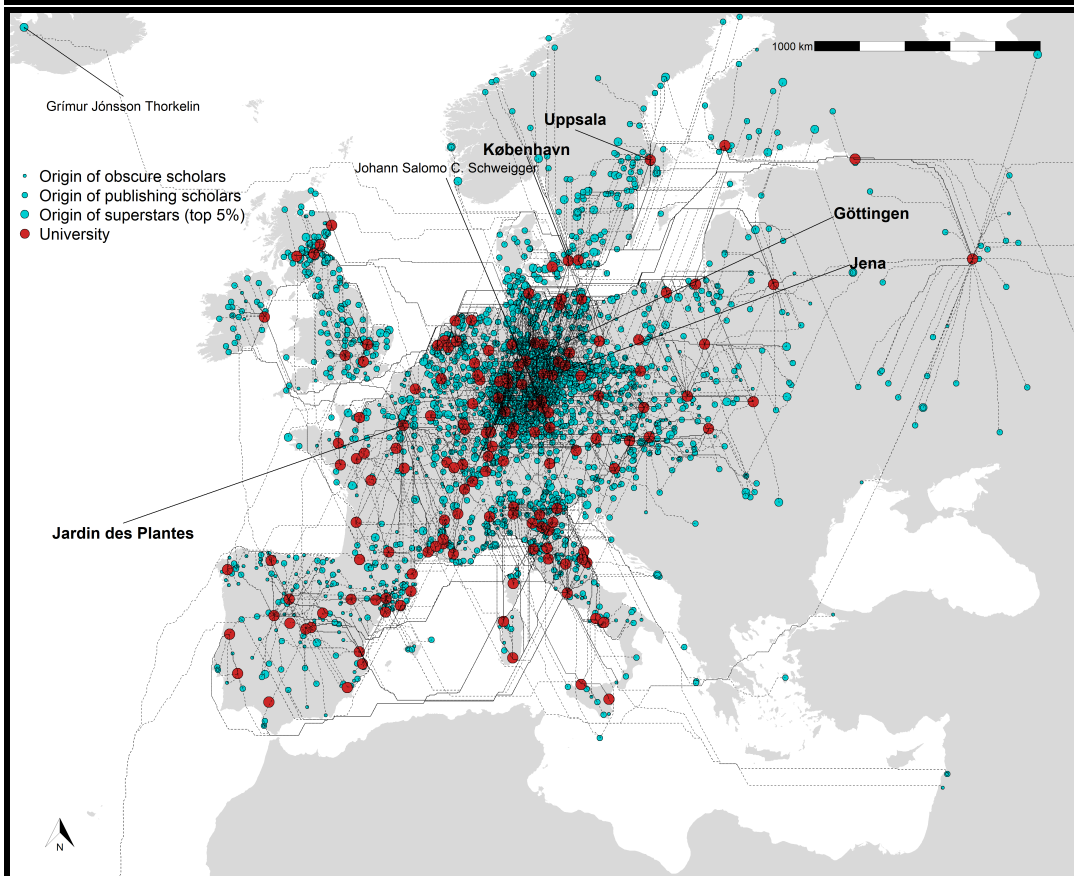 1000 km
Grímur Jónsson Thorkelin
Uppsala
København
Johann Salomo C. Schweigger
Origin of obscure scholars
Origin of publishing scholars
Origin of superstars (top 5%)
University
Göttingen
Jena
Jardin des Plantes
N